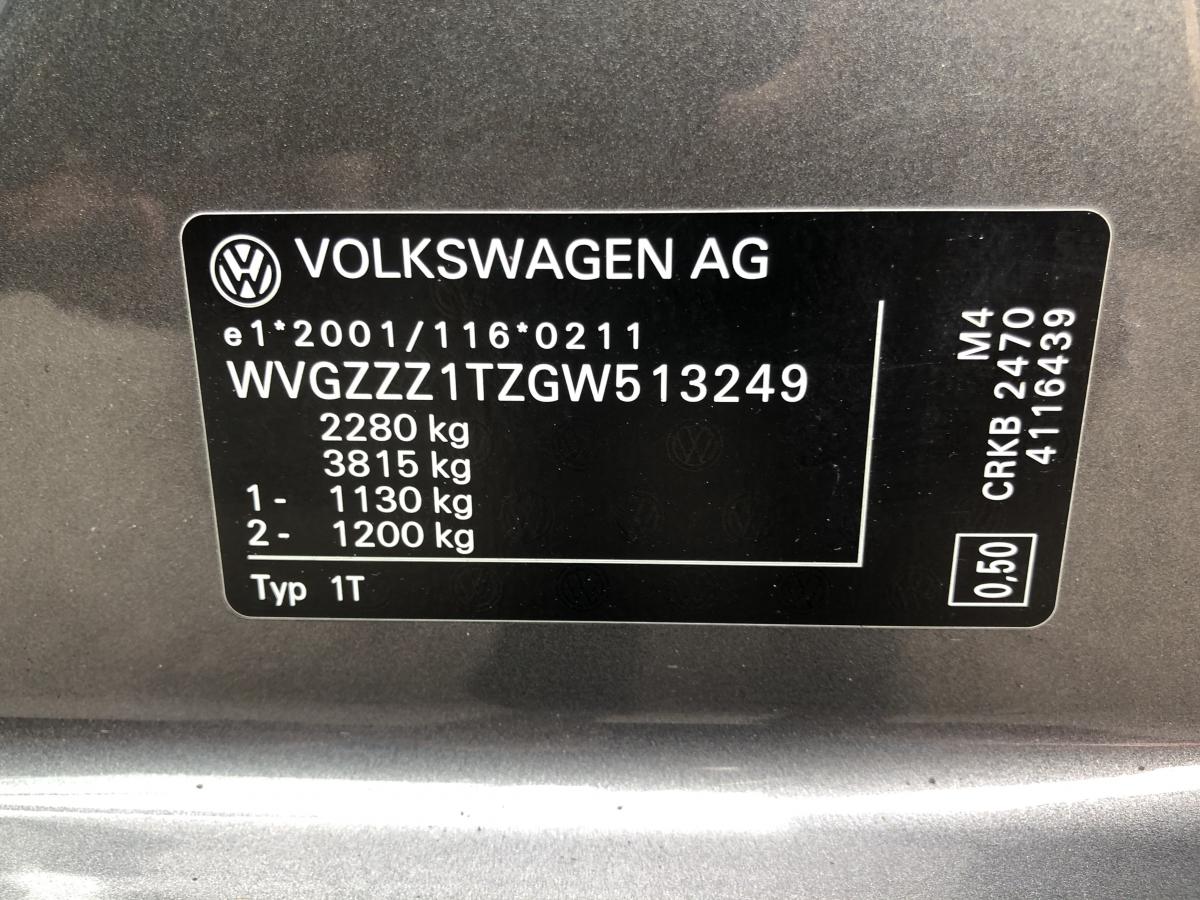 VOLKSWAGEN AG
e1*2001/116*0211
WVGZZZ1TZGW513249
2280 kg
3815 kg
1- 1130 kg
2- 1200 kg
Typ 1T
M4
CRKB 2470
4116439
0,50